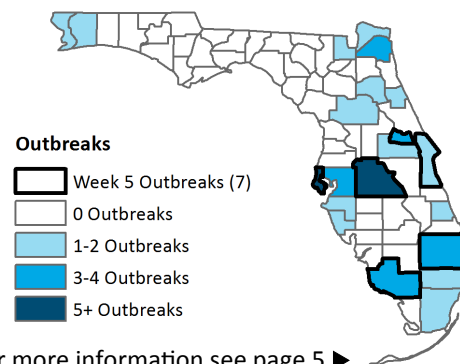 Outbreaks
Week 5 Outbreaks (7)
0 Outbreaks
1-2 Outbreaks
3-4 Outbreaks
5+ Outbreaks
r more information see page 5 ▶